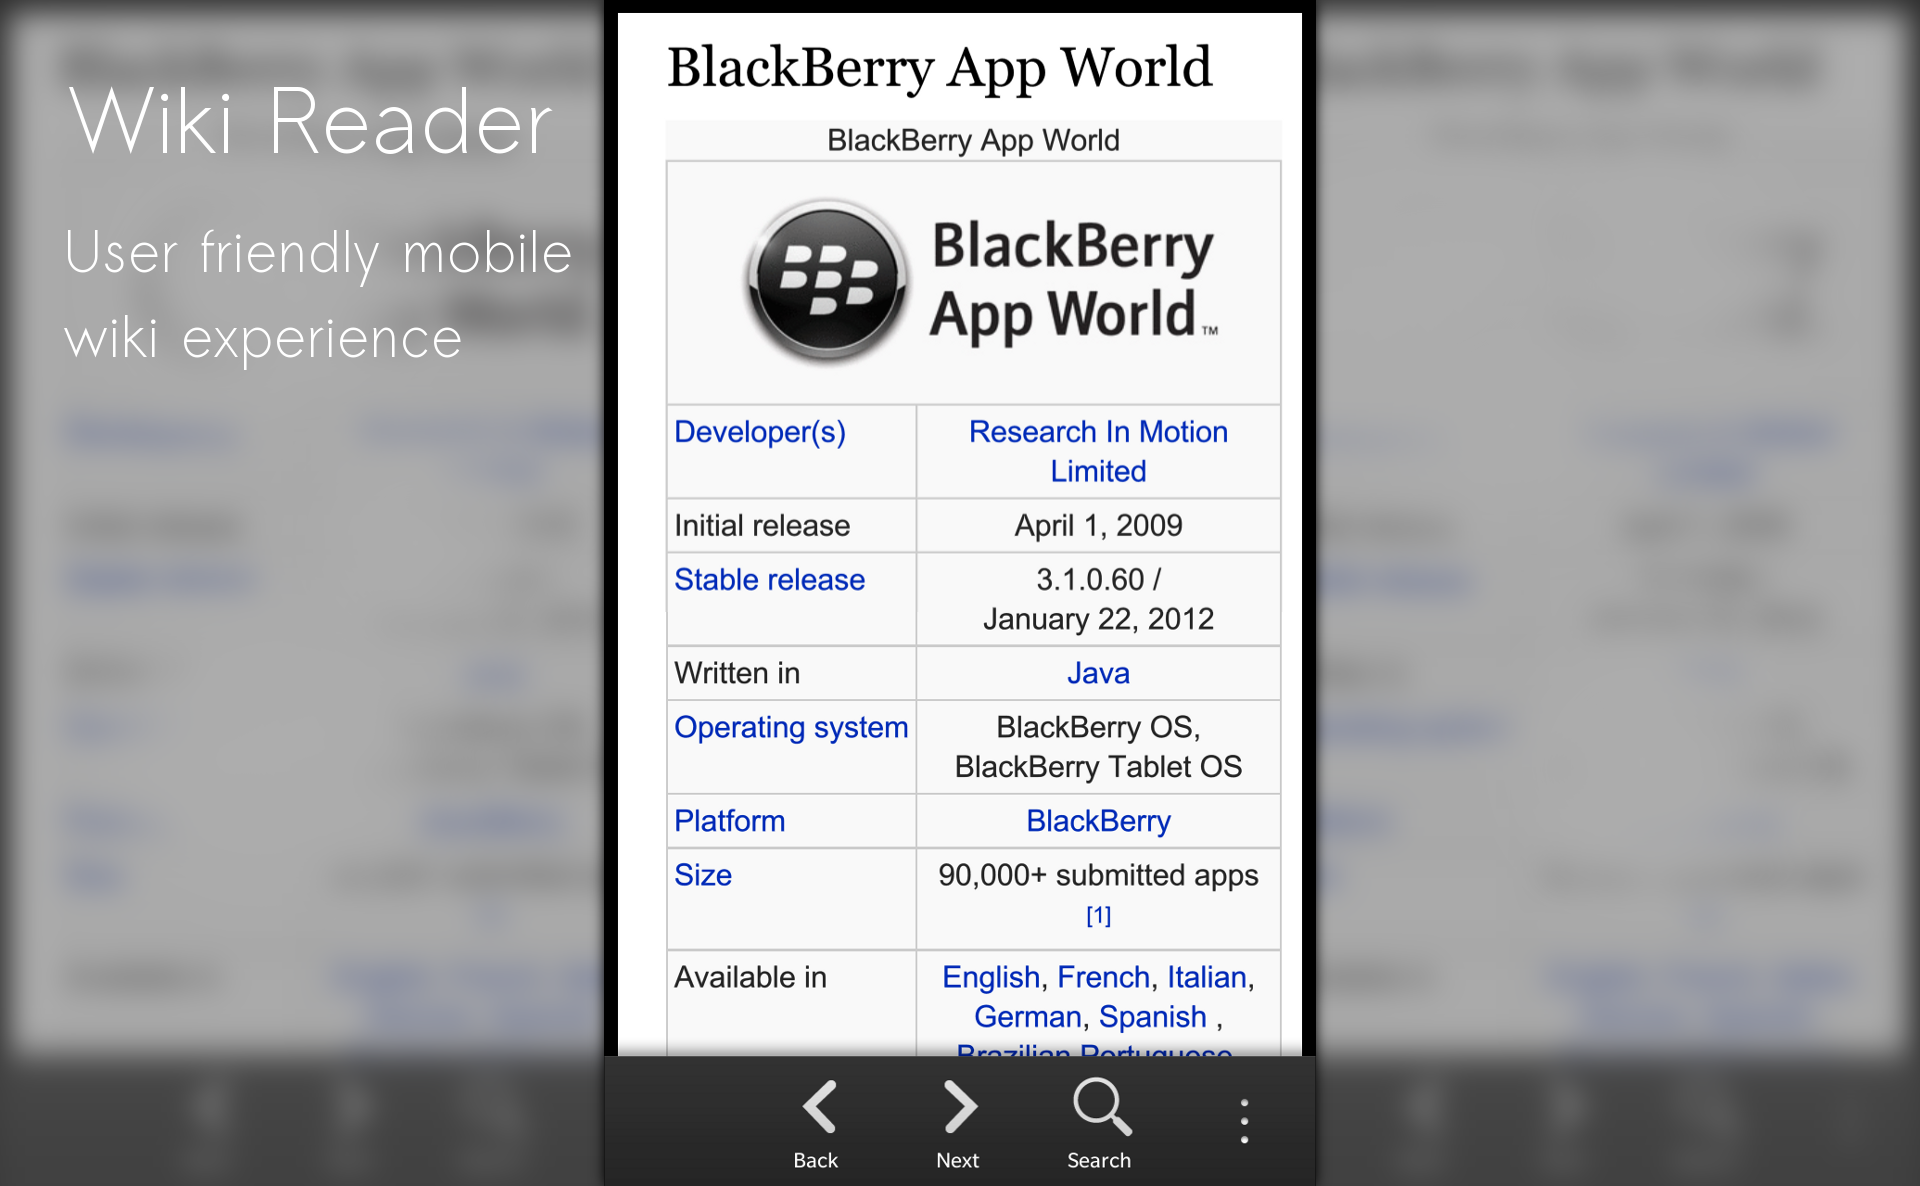 Wiki Reader
User friendly mobile
wiki experience
BlackBerry App World
BlackBerry App World
BlackBerry
App World™
Developer(s)
Research In Motion
Limited
Initial release
April 1, 2009
Stable release
3.1.0.60 /
January 22, 2012
Written in
Java
Operating system
BlackBerry OS,
BlackBerry Tablet OS
Platform
BlackBerry
Size
90,000+ submitted apps
[1]
Available in
English, French, Italian,
German, Spanish ,
Brazilian Portuguese
Back
Next
Search